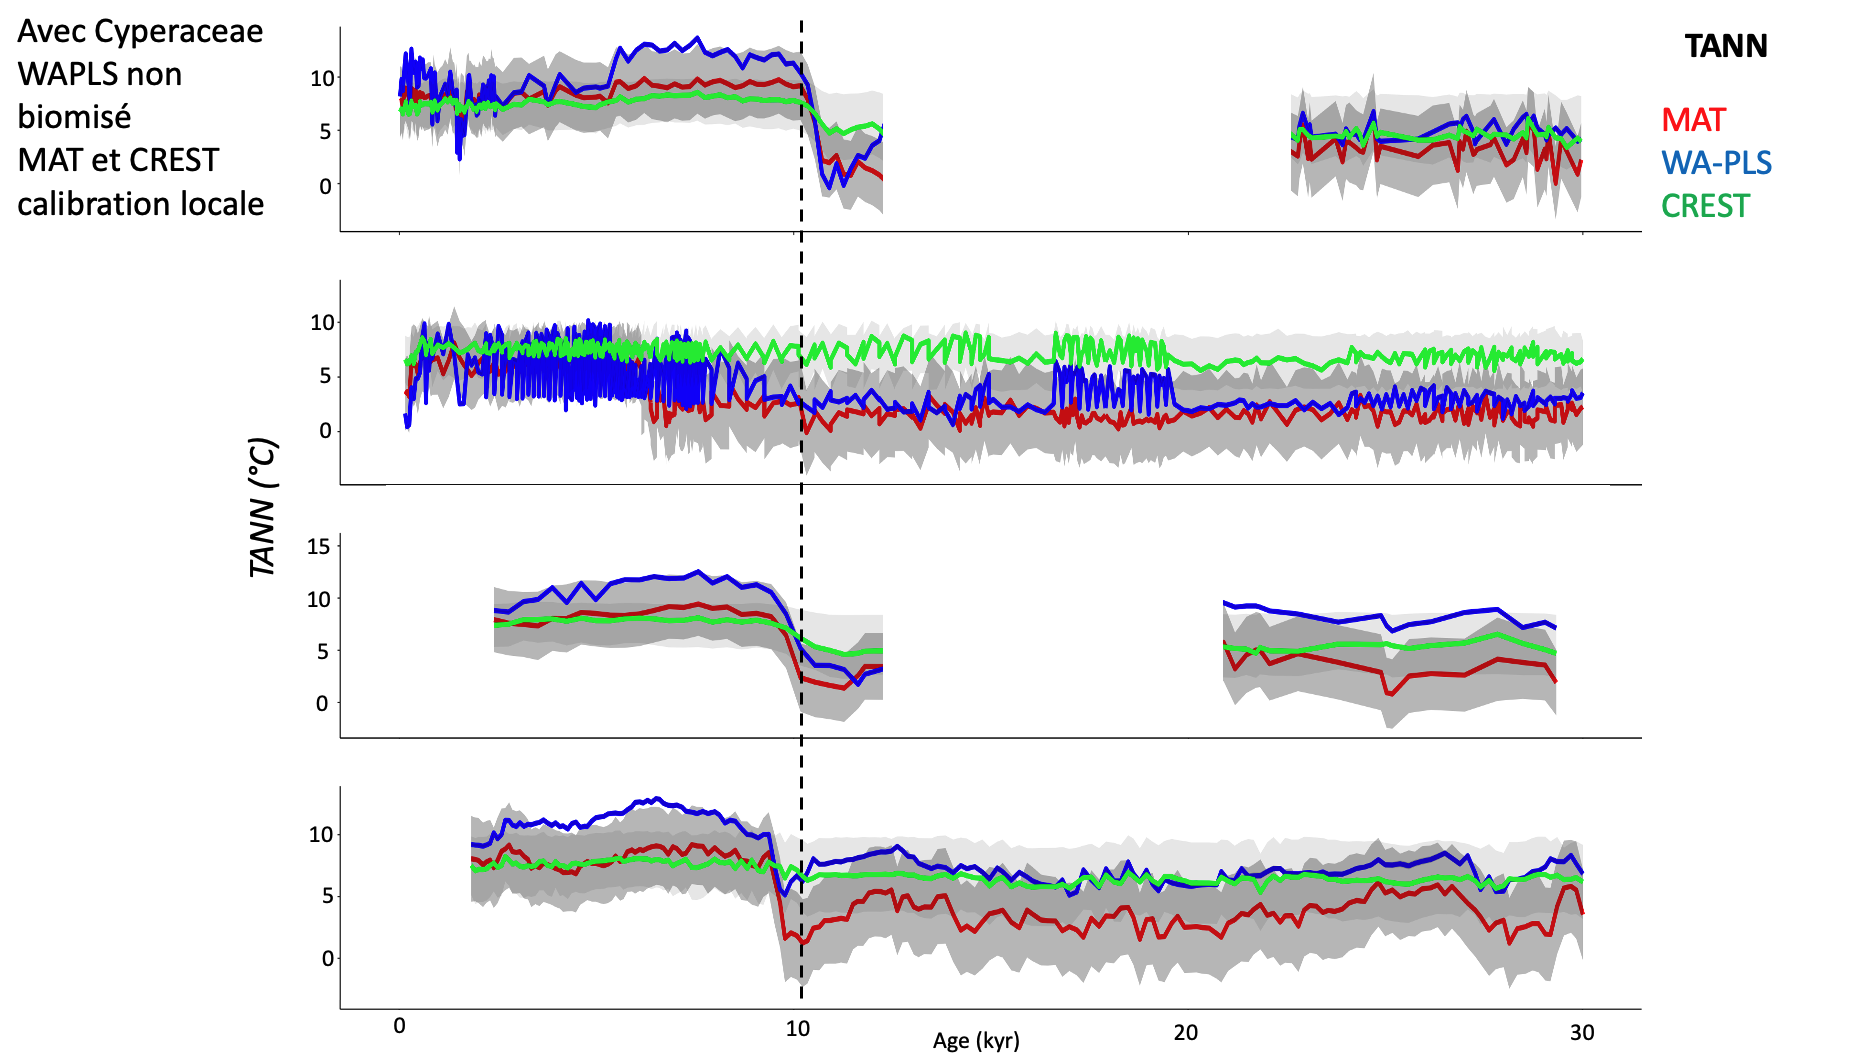 Avec Cyperaceae
WAPLS non
biomisé
MAT et CREST
calibration locale
TANN
MAT
WA-PLS
CREST
TANN (°C)
10
5
0
10
5
0
15
10
5
0
10
5
0
0
10
20
30
Age (kyr)